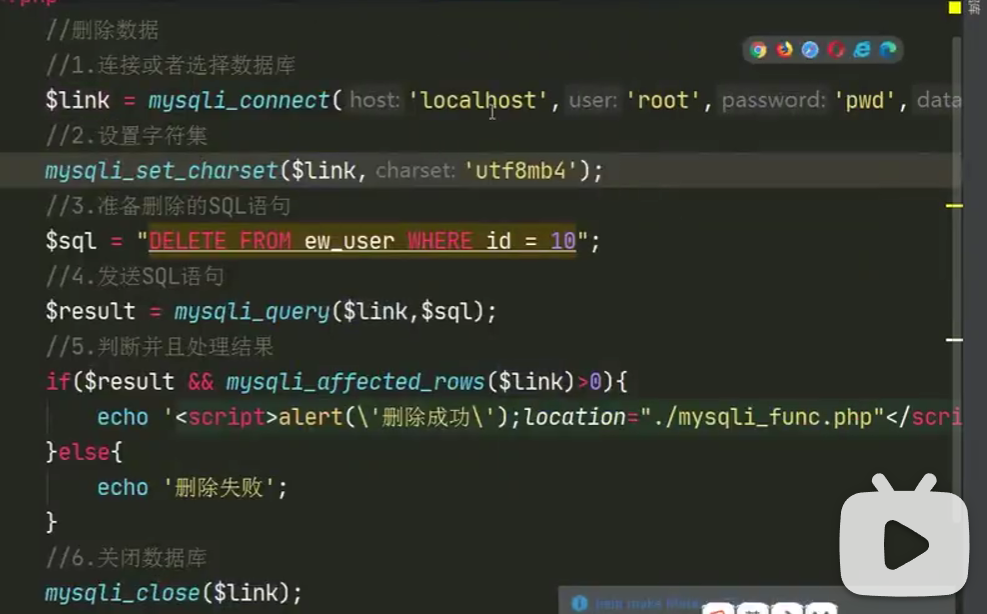 php
//删除数据
//1.连接或者选择数据库
$link = mysqli_connect( host: 'localhost', user: 'root', password: 'pwd', data
//2.设置字符集
mysqli_set_charset($link, charset: 'utf8mb4');
//3.准备删除的SQL语句
$sql = "DELETE FROM ew_user WHERE id = 10";
//4.发送SQL语句
$result = mysqli_query($link,$sql);
//5.判断并且处理结果
if($result && mysqli_affected_rows($link)>0){
echo '<script>alert(\'删除成功\');location="./mysqli_func.php"</scri
}else{
echo '删除失败';
}
//6.关闭数据库
mysqli_close($link);